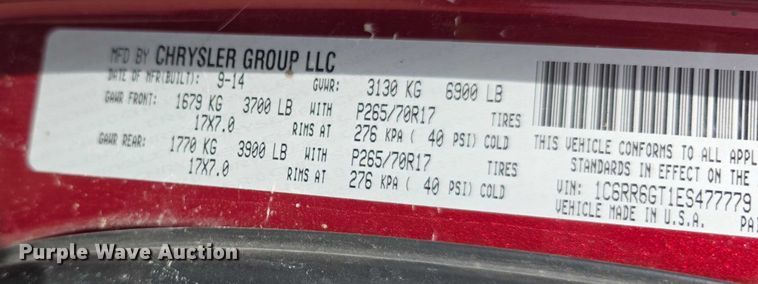 MFD BY CHRYSLER GROUP LLC
DATE OF MFR(BUILT): 9-14 GVWR: 3130 KG 6900 LB
GAWR FRONT: 1679 KG 3700 LB WITH P265/70R17 TIRES
17X7.0 RIMS AT 276 KPA ( 40 PSI) COLD
GAWR REAR: 1770 KG 3900 LB WITH P265/70R17 TIRES
17X7.0 RIMS AT 276 KPA ( 40 PSI) COLD
THIS VEHICLE CONFORMS TO ALL APPL
STANDARDS IN EFFECT ON THE
VIN: 1C6RR6GT1ES477779
VEHICLE MADE IN U.S.A. PAI
Purple Wave Auction